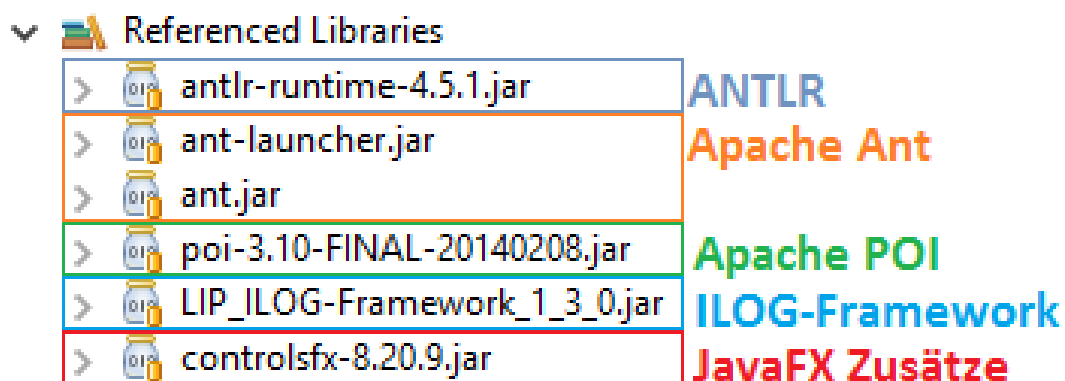 Referenced Libraries
antlr-runtime-4.5.1.jar ANTLR
ant-launcher.jar Apache Ant
ant.jar
poi-3.10-FINAL-20140208.jar Apache POI
LIP_ILOG-Framework_1_3_0.jar ILOG-Framework
controlsfx-8.20.9.jar JavaFX Zusätze